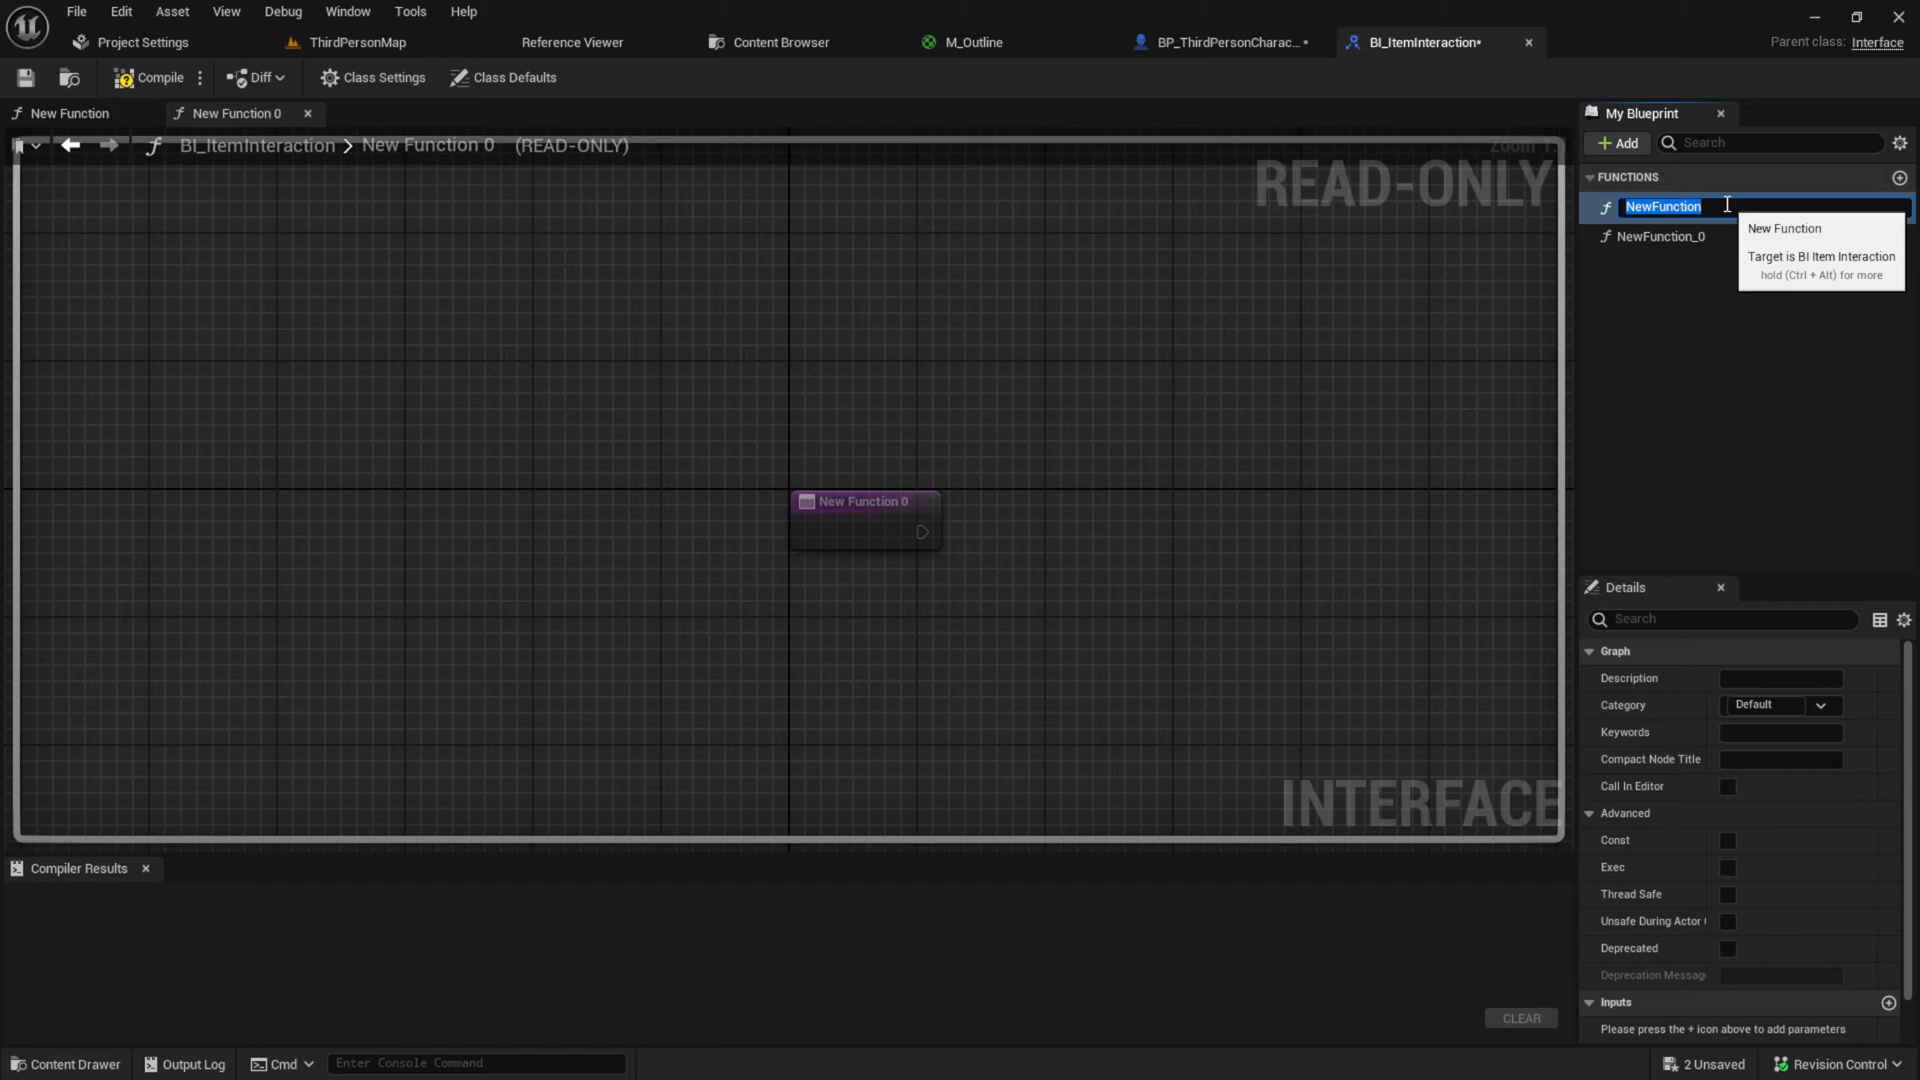 File Edit Asset View Debug Window Tools Help
Project Settings ThirdPersonMap Reference Viewer Content Browser M_Outline BP_ThirdPersonCharac...* BI_ItemInteraction* Parent class: Interface
Compile Diff Class Settings Class Defaults
New Function New Function 0
BI_ItemInteraction > New Function 0 (READ-ONLY)
READ-ONLY
New Function 0
INTERFACE
My Blueprint
Add Search
FUNCTIONS
NewFunction
NewFunction_0
New Function
Target is BI Item Interaction
hold (Ctrl + Alt) for more
Details
Search
Graph
Description
Category Default
Keywords
Compact Node Title
Call In Editor
Advanced
Const
Exec
Thread Safe
Unsafe During Actor
Deprecated
Deprecation Messag
Inputs
Please press the + icon above to add parameters
Compiler Results
CLEAR
Content Drawer Output Log Cmd Enter Console Command 2 Unsaved Revision Control